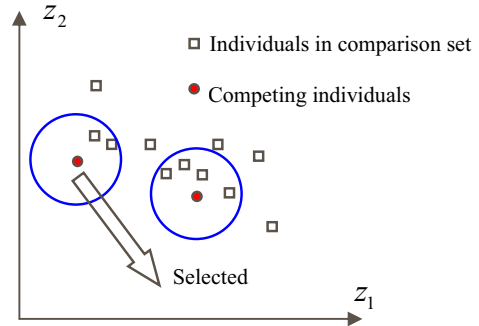 z₂
Individuals in comparison set
Competing individuals
Selected
z₁